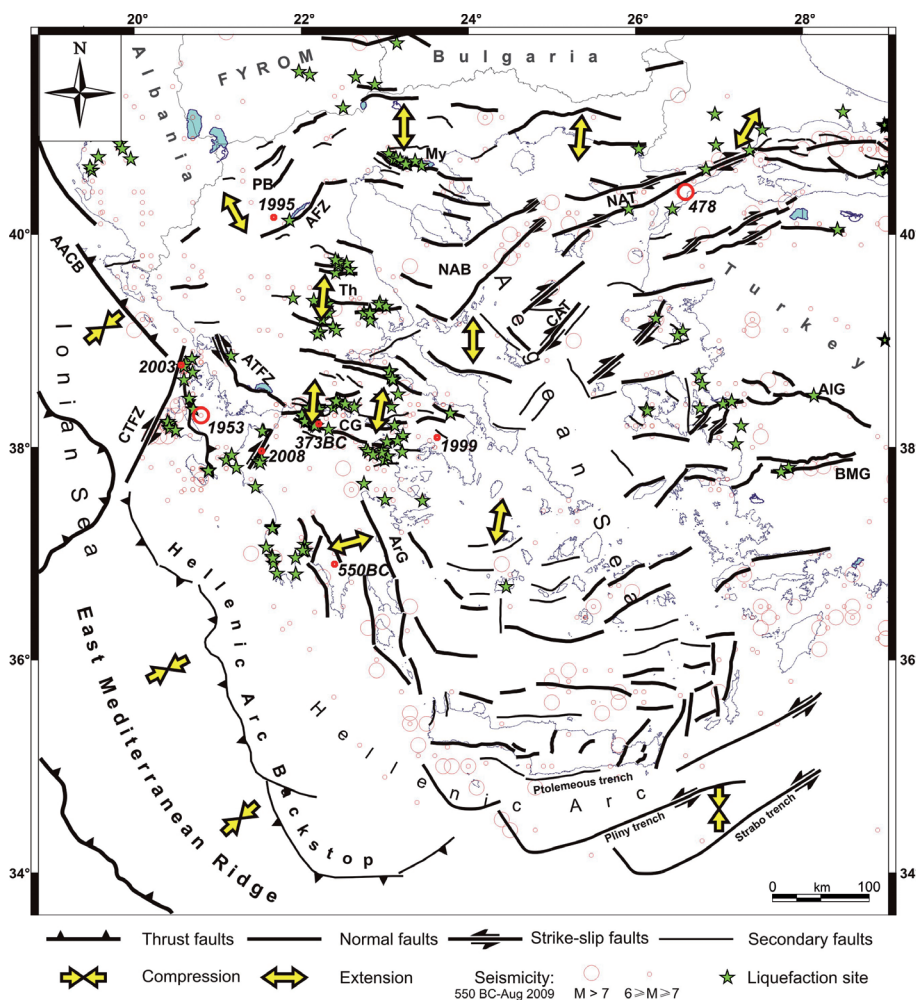 20° 22° 24° 26° 28°
N
FYROM
Bulgaria
Albania
My
PB
1995
AFZ
NAT
478
40° 40
AACB
NAB
Th
CAT
Aegean Sea
Turkey
Ionian Sea
2003
ATFZ
CTFZ
1953
CG
373BC
2008
1999
AIG
38° 38
BMG
ArG
550BC
36° 36
Hellenic Arc Backstop
East Mediterranean Ridge
Hellenic Arc
Ptolemeous trench
Pliny trench
Strabo trench
34° 34
0 km 100
Thrust faults Normal faults Strike-slip faults Secondary faults
Compression Extension Seismicity: Liquefaction site
550 BC-Aug 2009 M > 7 6⩾M⩾7